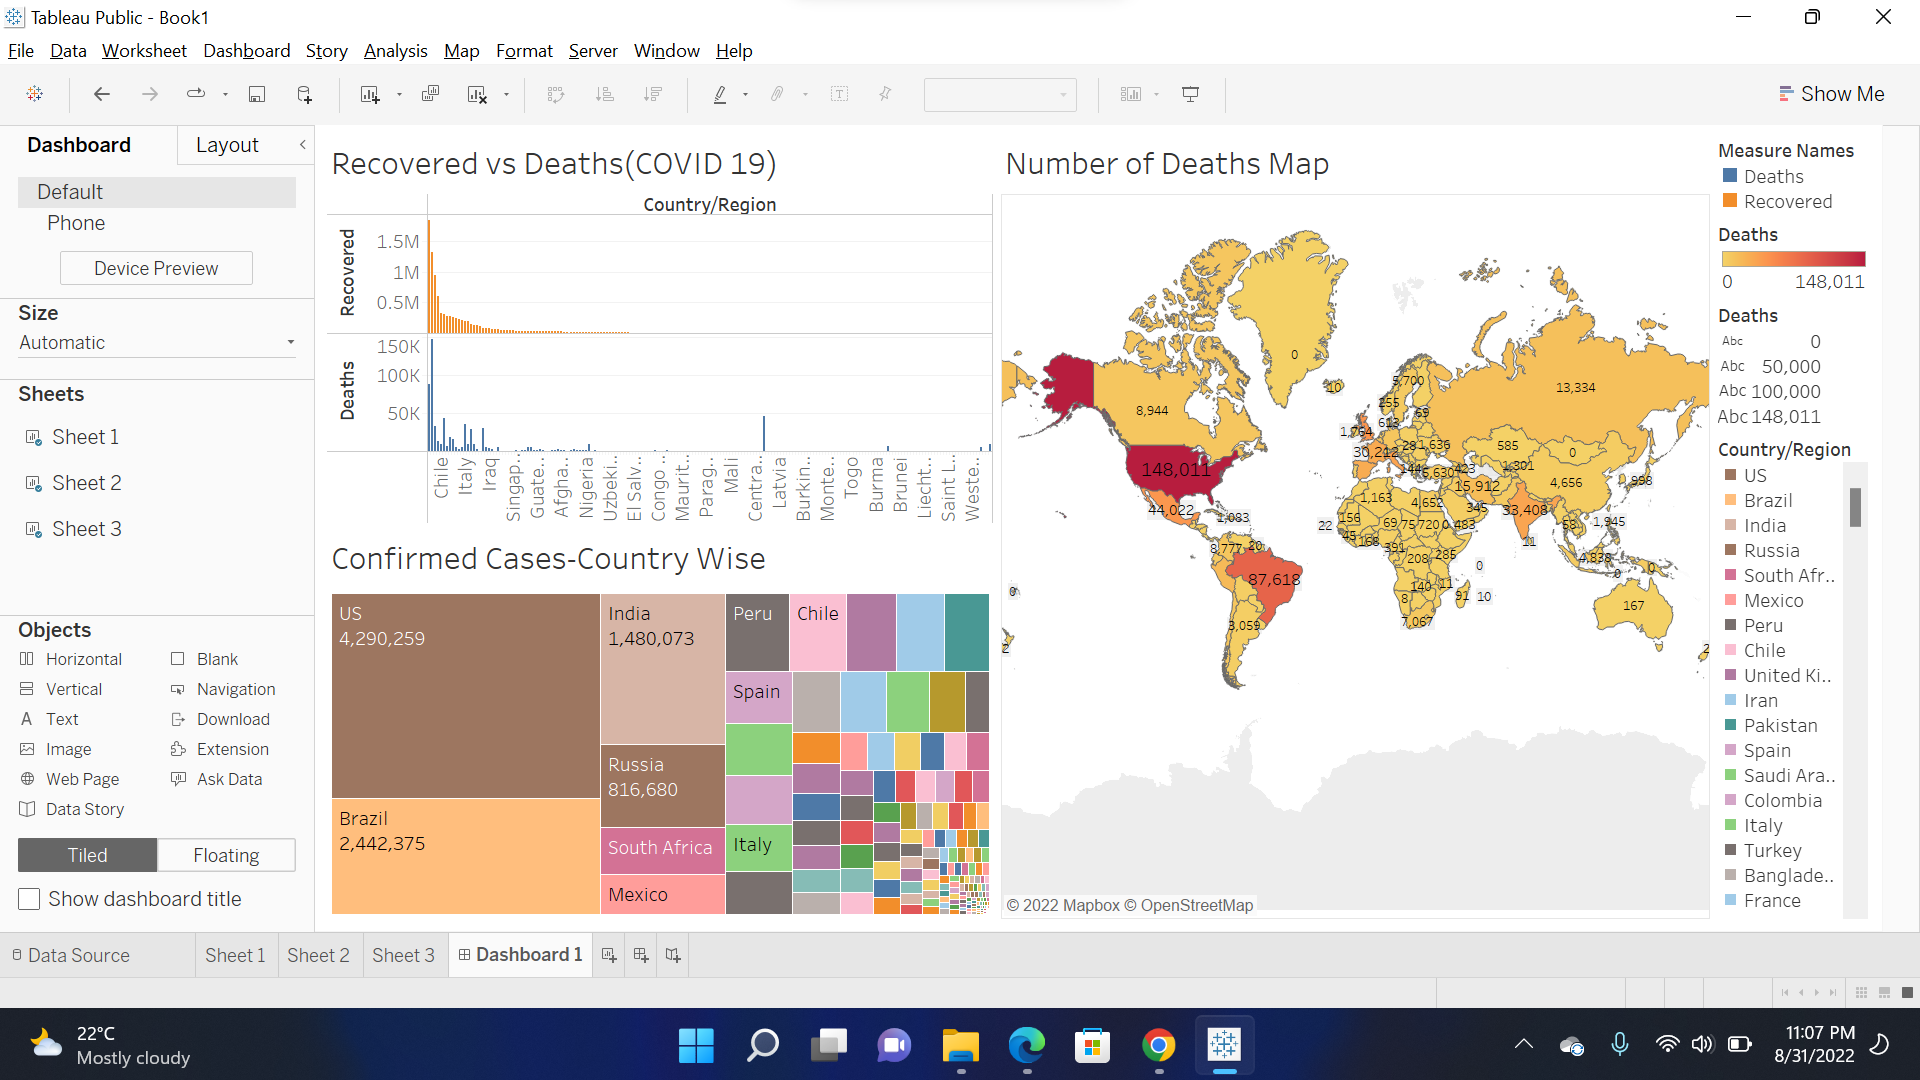 Tableau Public - Book1
File Data Worksheet Dashboard Story Analysis Map Format Server Window Help
Show Me
Dashboard Layout
Default
Phone
Device Preview
Size
Automatic
Sheets
Sheet 1
Sheet 2
Sheet 3
Objects
Horizontal Blank
Vertical Navigation
A Text Download
Image Extension
Web Page Ask Data
Data Story
Tiled Floating
Show dashboard title
Recovered vs Deaths(COVID 19)
Country/Region
Recovered
1.5M
1M
0.5M
Deaths
150K
100K
50K
Chile
Italy
Iraq
Singap..
Guate..
Afgha..
Nigeria
Uzbeki..
El Salv..
Congo ..
Maurit..
Parag..
Mali
Centra..
Latvia
Burkin..
Monte..
Togo
Burma
Brunei
Liecht..
Saint L..
Weste..
Confirmed Cases-Country Wise
US
4,290,259
Brazil
2,442,375
India
1,480,073
Russia
816,680
South Africa
Mexico
Peru
Chile
Spain
Italy
Number of Deaths Map
0
10
5,700
13,334
8,944
255
69
613
1,764
28
1,636
585
0
30,212
144
423
1,301
148,011
15,912
4,656
998
44,022
1,163
4,652
345
33,408
1,083
22
156
69
75
720
0
483
58
1,945
45
168
391
11
8,777
20
285
4,838
208
0
0
0
87,618
0
140
11
8
91
10
167
3,059
7,067
2
2
© 2022 Mapbox © OpenStreetMap
Measure Names
Deaths
Recovered
Deaths
0 148,011
Deaths
Abc 0
Abc 50,000
Abc 100,000
Abc 148,011
Country/Region
US
Brazil
India
Russia
South Afr..
Mexico
Peru
Chile
United Ki..
Iran
Pakistan
Spain
Saudi Ara..
Colombia
Italy
Turkey
Banglade..
France
Data Source Sheet 1 Sheet 2 Sheet 3 Dashboard 1
22°C
Mostly cloudy
11:07 PM
8/31/2022